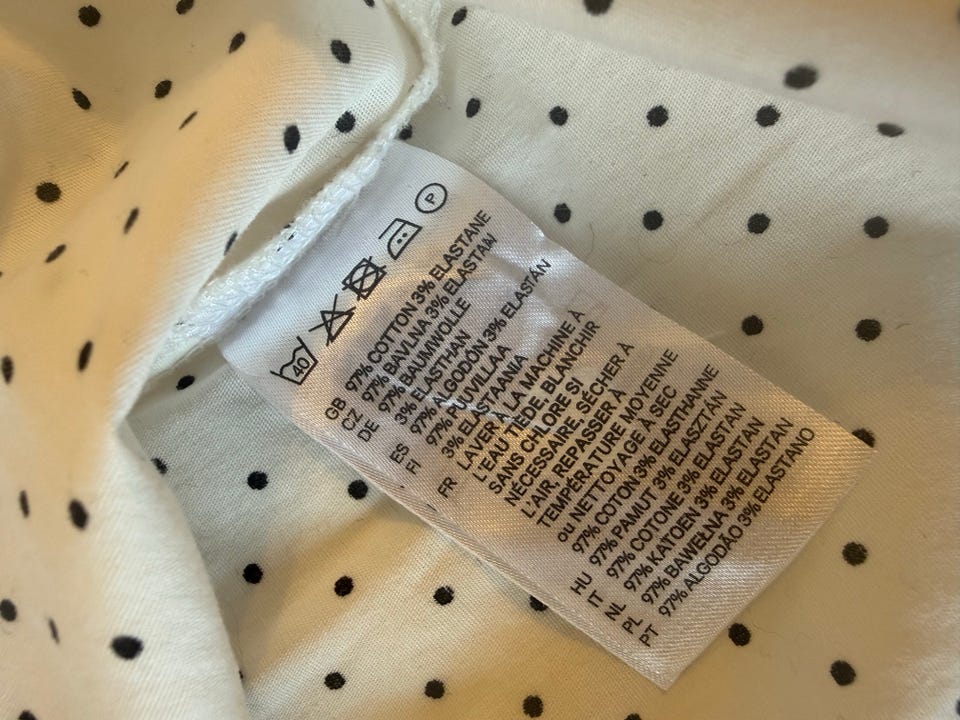 40 P
GB 97% COTTON 3% ELASTANE
CZ 97% BAVLNA 3% ELASTAN
DE 97% BAUMWOLLE
3% ELASTHAN
ES 97% ALGODÓN 3% ELASTÁN
FI 97% PUUVILLAA
3% ELASTAANIA
FR LAVER À LA MACHINE À
L'EAU TIEDE, BLANCHIR
SANS CHLORE SI
NECESSAIRE, SÉCHER À
L'AIR, REPASSER À
TEMPÉRATURE MOYENNE
ou NETTOYAGE À SEC
97% COTON 3% ELASTHANNE
HU 97% PAMUT 3% ELASZTÁN
IT 97% COTONE 3% ELASTAN
NL 97% KATOEN 3% ELASTAN
PL 97% BAWEŁNA 3% ELASTAN
PT 97% ALGODÃO 3% ELASTANO